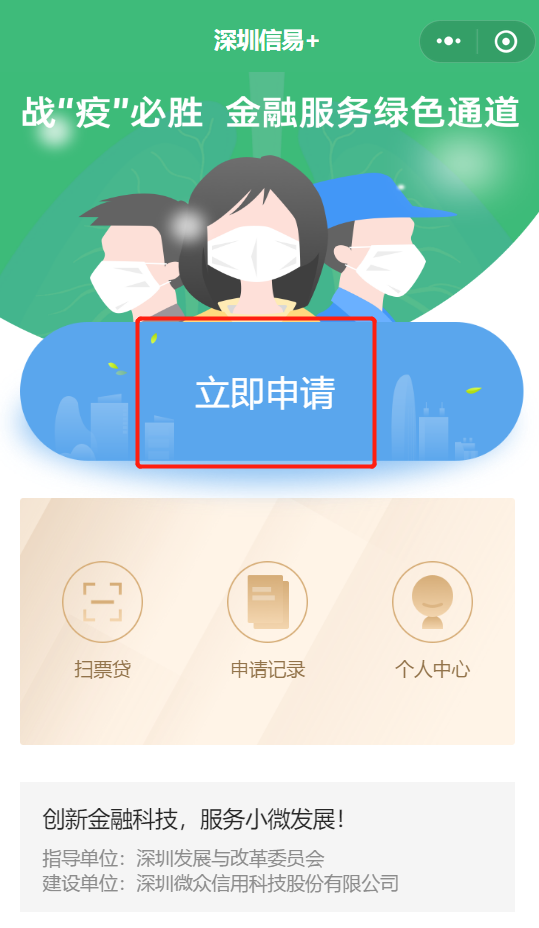 深圳信易+
战"疫"必胜 金融服务绿色通道
立即申请
扫票贷 申请记录 个人中心
创新金融科技，服务小微发展！
指导单位：深圳发展与改革委员会
建设单位：深圳微众信用科技股份有限公司